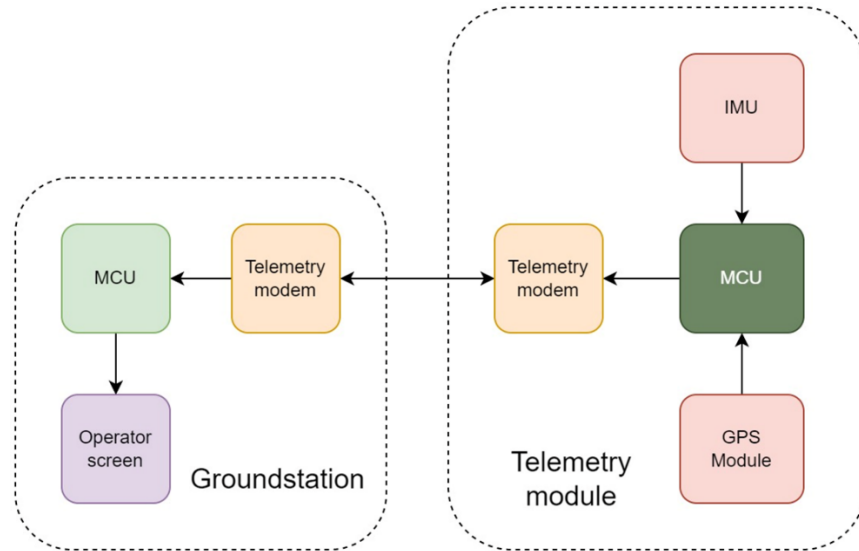 IMU
MCU
Telemetry
modem
Telemetry
modem
MCU
Operator
screen
Groundstation
Telemetry
module
GPS
Module